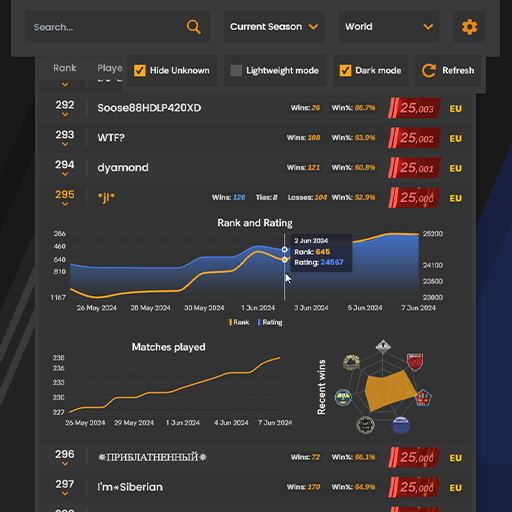 Search...
Current Season
World
Rank
Playe
Hide Unknown
Lightweight mode
Dark mode
Refresh
292 Soose88HDLP420XD Wins: 26 Win%: 86.7% 25,003 EU
293 WTF? Wins: 108 Win%: 63.9% 25,002 EU
294 dyamond Wins: 121 Win%: 60.8% 25,001 EU
295 *jl* Wins: 126 Ties: 8 Losses: 104 Win%: 52.9% 25,000 EU
Rank and Rating
286
460
640
810
1167
25200
24100
23500
23000
2 Jun 2024
Rank: 645
Rating: 24567
26 May 2024 28 May 2024 30 May 2024 1 Jun 2024 3 Jun 2024 5 Jun 2024 7 Jun 2024
Rank Rating
Matches played
238
236
233
230
227
26 May 2024 29 May 2024 1 Jun 2024 4 Jun 2024 7 Jun 2024
Recent wins
296 ⁕ПРИБЛАТНЕННЫЙ⁕ Wins: 72 Win%: 66.1% 25,000 EU
297 I'm*Siberian Wins: 170 Win%: 64.9% 25,000 EU